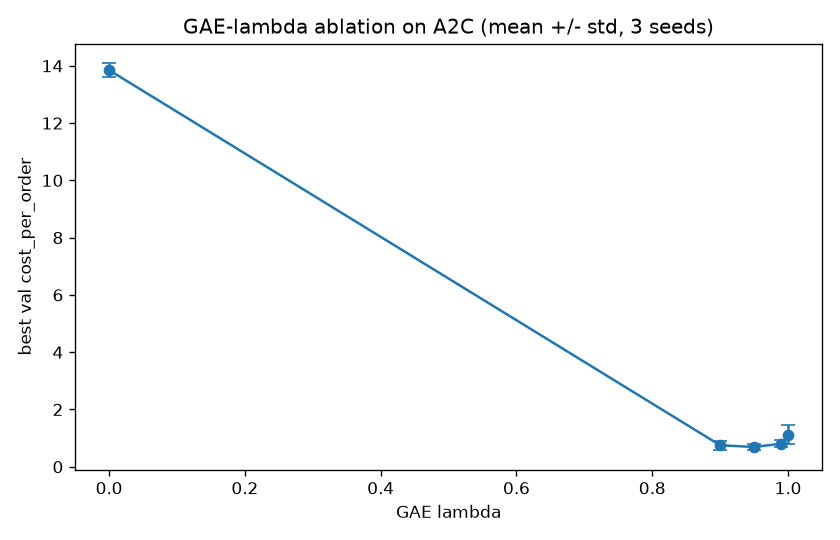 GAE-lambda ablation on A2C (mean +/- std, 3 seeds)
best val cost_per_order
14
12
10
8
6
4
2
0
0.0 0.2 0.4 0.6 0.8 1.0
GAE lambda